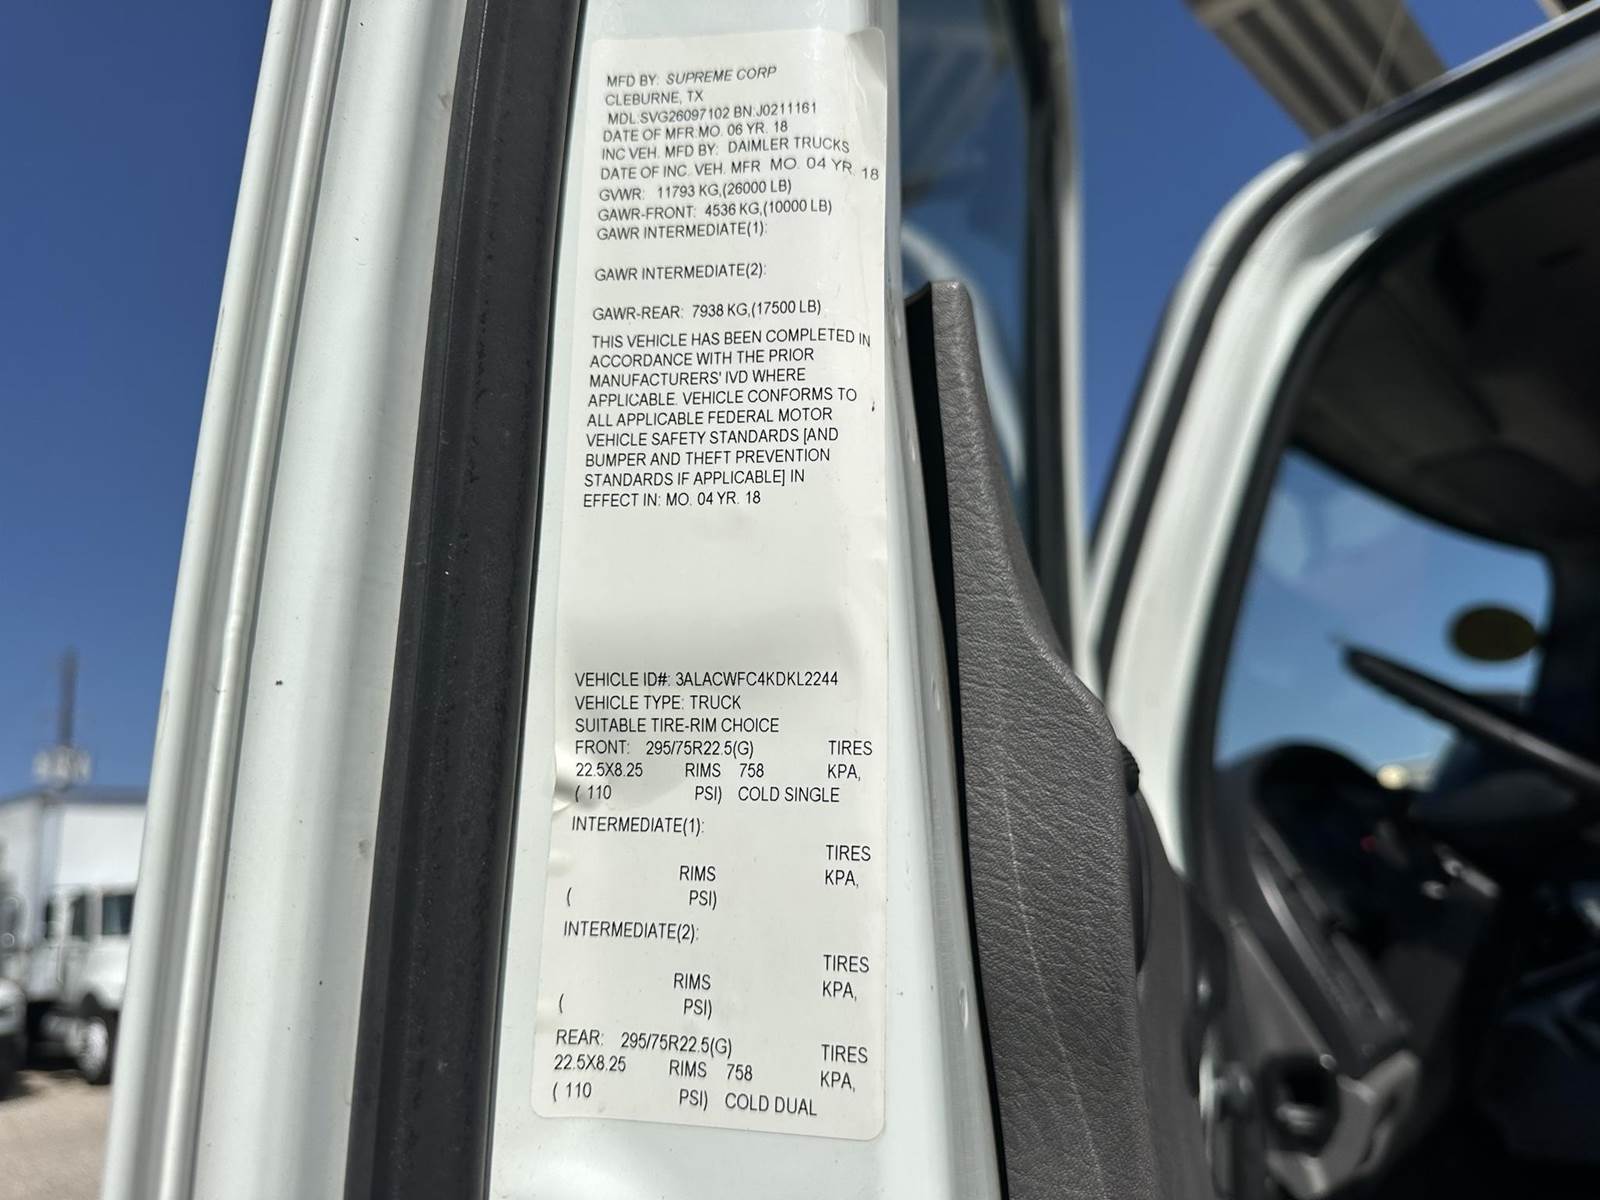 MFD BY: SUPREME CORP
CLEBURNE, TX
MDL:SVG26097102 BN:J0211161
DATE OF MFR:MO. 06 YR. 18
INC VEH. MFD BY: DAIMLER TRUCKS
DATE OF INC. VEH. MFR MO. 04 YR. 18
GVWR: 11793 KG,(26000 LB)
GAWR-FRONT: 4536 KG,(10000 LB)
GAWR INTERMEDIATE(1):
GAWR INTERMEDIATE(2):
GAWR-REAR: 7938 KG,(17500 LB)
THIS VEHICLE HAS BEEN COMPLETED IN
ACCORDANCE WITH THE PRIOR
MANUFACTURERS' IVD WHERE
APPLICABLE. VEHICLE CONFORMS TO
ALL APPLICABLE FEDERAL MOTOR
VEHICLE SAFETY STANDARDS [AND
BUMPER AND THEFT PREVENTION
STANDARDS IF APPLICABLE] IN
EFFECT IN: MO. 04 YR. 18
VEHICLE ID#: 3ALACWFC4KDKL2244
VEHICLE TYPE: TRUCK
SUITABLE TIRE-RIM CHOICE
FRONT: 295/75R22.5(G) TIRES
22.5X8.25 RIMS 758 KPA,
( 110 PSI) COLD SINGLE
INTERMEDIATE(1):
TIRES
RIMS KPA,
( PSI)
INTERMEDIATE(2):
TIRES
RIMS KPA,
( PSI)
REAR: 295/75R22.5(G) TIRES
22.5X8.25 RIMS 758 KPA,
( 110 PSI) COLD DUAL